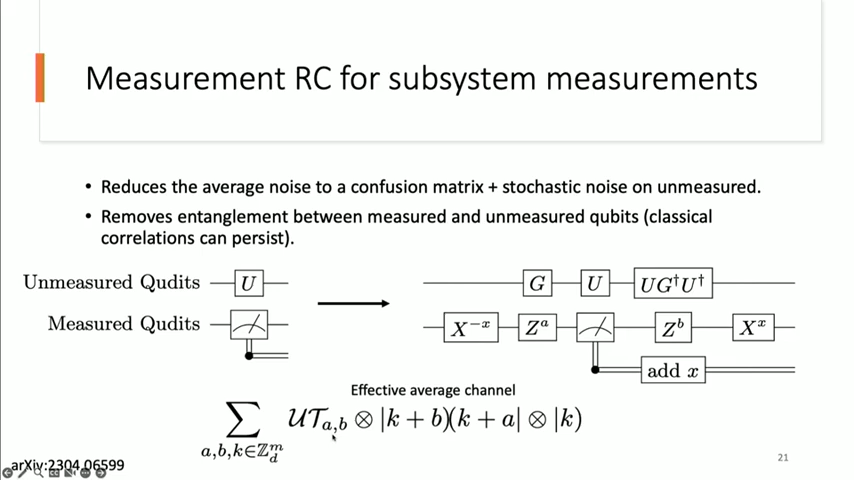 Measurement RC for subsystem measurements
• Reduces the average noise to a confusion matrix + stochastic noise on unmeasured.
• Removes entanglement between measured and unmeasured qubits (classical
correlations can persist).
Unmeasured Qudits U G U UG†U†
Measured Qudits X⁻ˣ Zᵃ Zᵇ Xˣ
add x
Effective average channel
∑ 𝒰𝒯ₐ,b ⊗ |k + b)(k + a| ⊗ |k)
a,b,k∈ℤᵈᵐ
arXiv:2304.06599
21